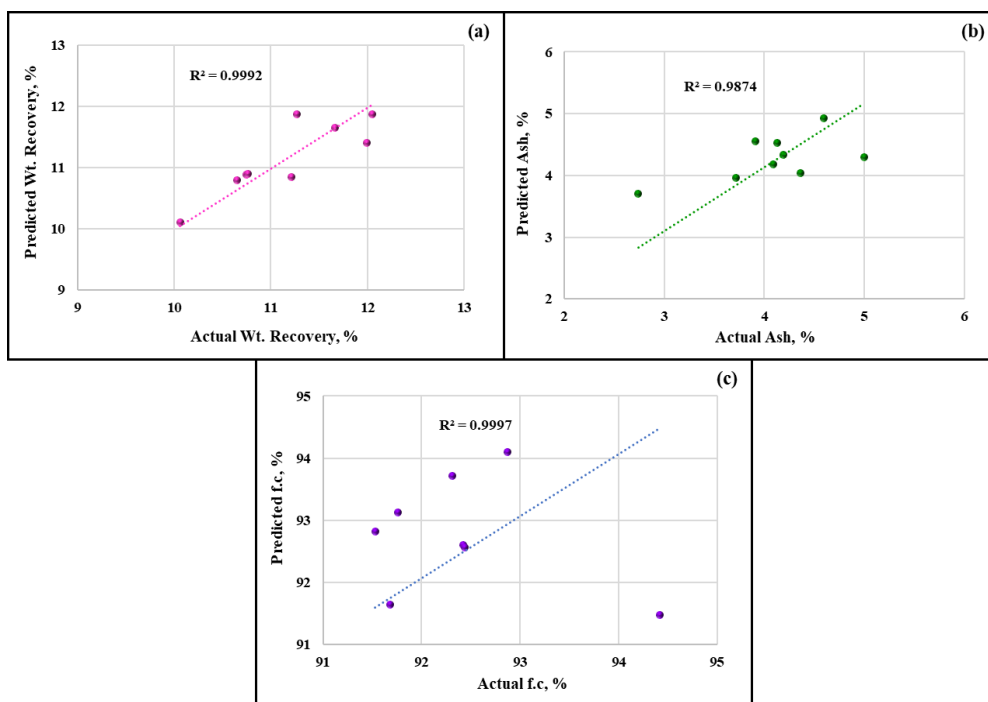 (a)
R² = 0.9992
Predicted Wt. Recovery, %
13
12
11
10
9
9 10 11 12 13
Actual Wt. Recovery, %
(b)
R² = 0.9874
Predicted Ash, %
6
5
4
3
2
2 3 4 5 6
Actual Ash, %
(c)
R² = 0.9997
Predicted f.c, %
95
94
93
92
91
91 92 93 94 95
Actual f.c, %